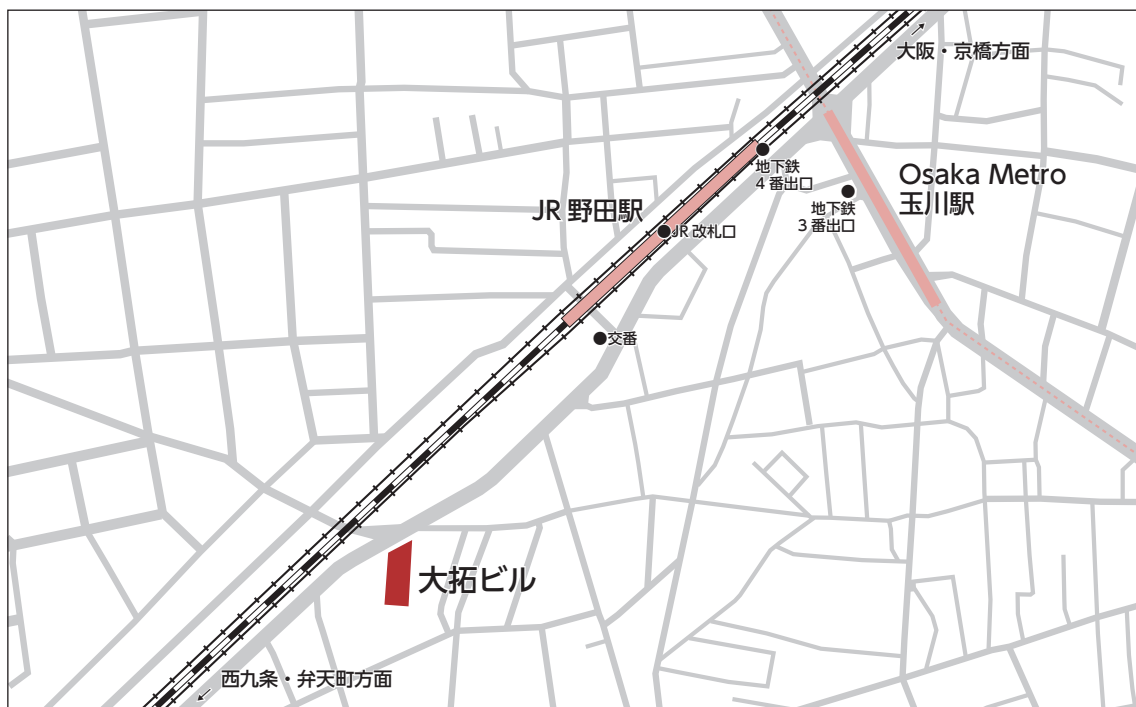 大阪・京橋方面
地下鉄
4番出口
Osaka Metro
玉川駅
地下鉄
3番出口
JR 野田駅
JR 改札口
交番
大拓ビル
西九条・弁天町方面